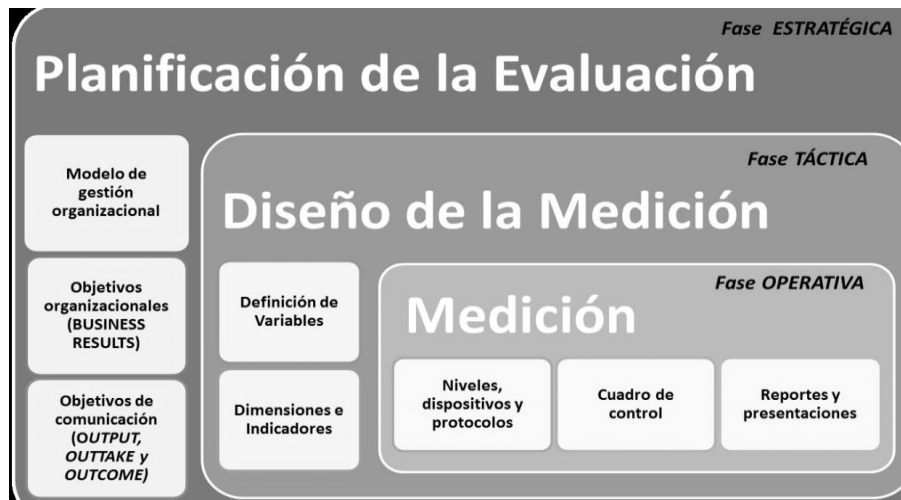 Fase ESTRATÉGICA
Planificación de la Evaluación
Modelo de
gestión
organizacional
Objetivos
organizacionales
(BUSINESS
RESULTS)
Objetivos de
comunicación
(OUTPUT,
OUTTAKE y
OUTCOME)
Fase TÁCTICA
Diseño de la Medición
Definición de
Variables
Dimensiones e
Indicadores
Fase OPERATIVA
Medición
Niveles,
dispositivos y
protocolos
Cuadro de
control
Reportes y
presentaciones